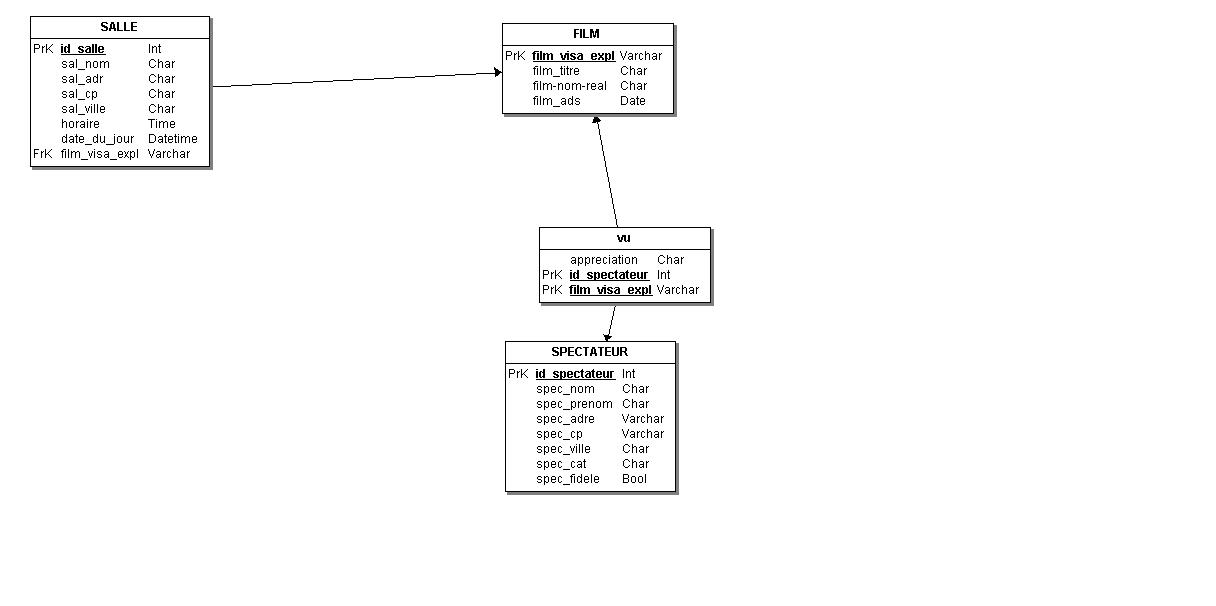 SALLE
PrK id_salle Int
sal_nom Char
sal_adr Char
sal_cp Char
sal_ville Char
horaire Time
date_du_jour Datetime
FrK film_visa_expl Varchar
FILM
PrK film_visa_expl Varchar
film_titre Char
film-nom-real Char
film_ads Date
vu
appreciation Char
PrK id_spectateur Int
PrK film_visa_expl Varchar
SPECTATEUR
PrK id_spectateur Int
spec_nom Char
spec_prenom Char
spec_adre Varchar
spec_cp Varchar
spec_ville Char
spec_cat Char
spec_fidele Bool